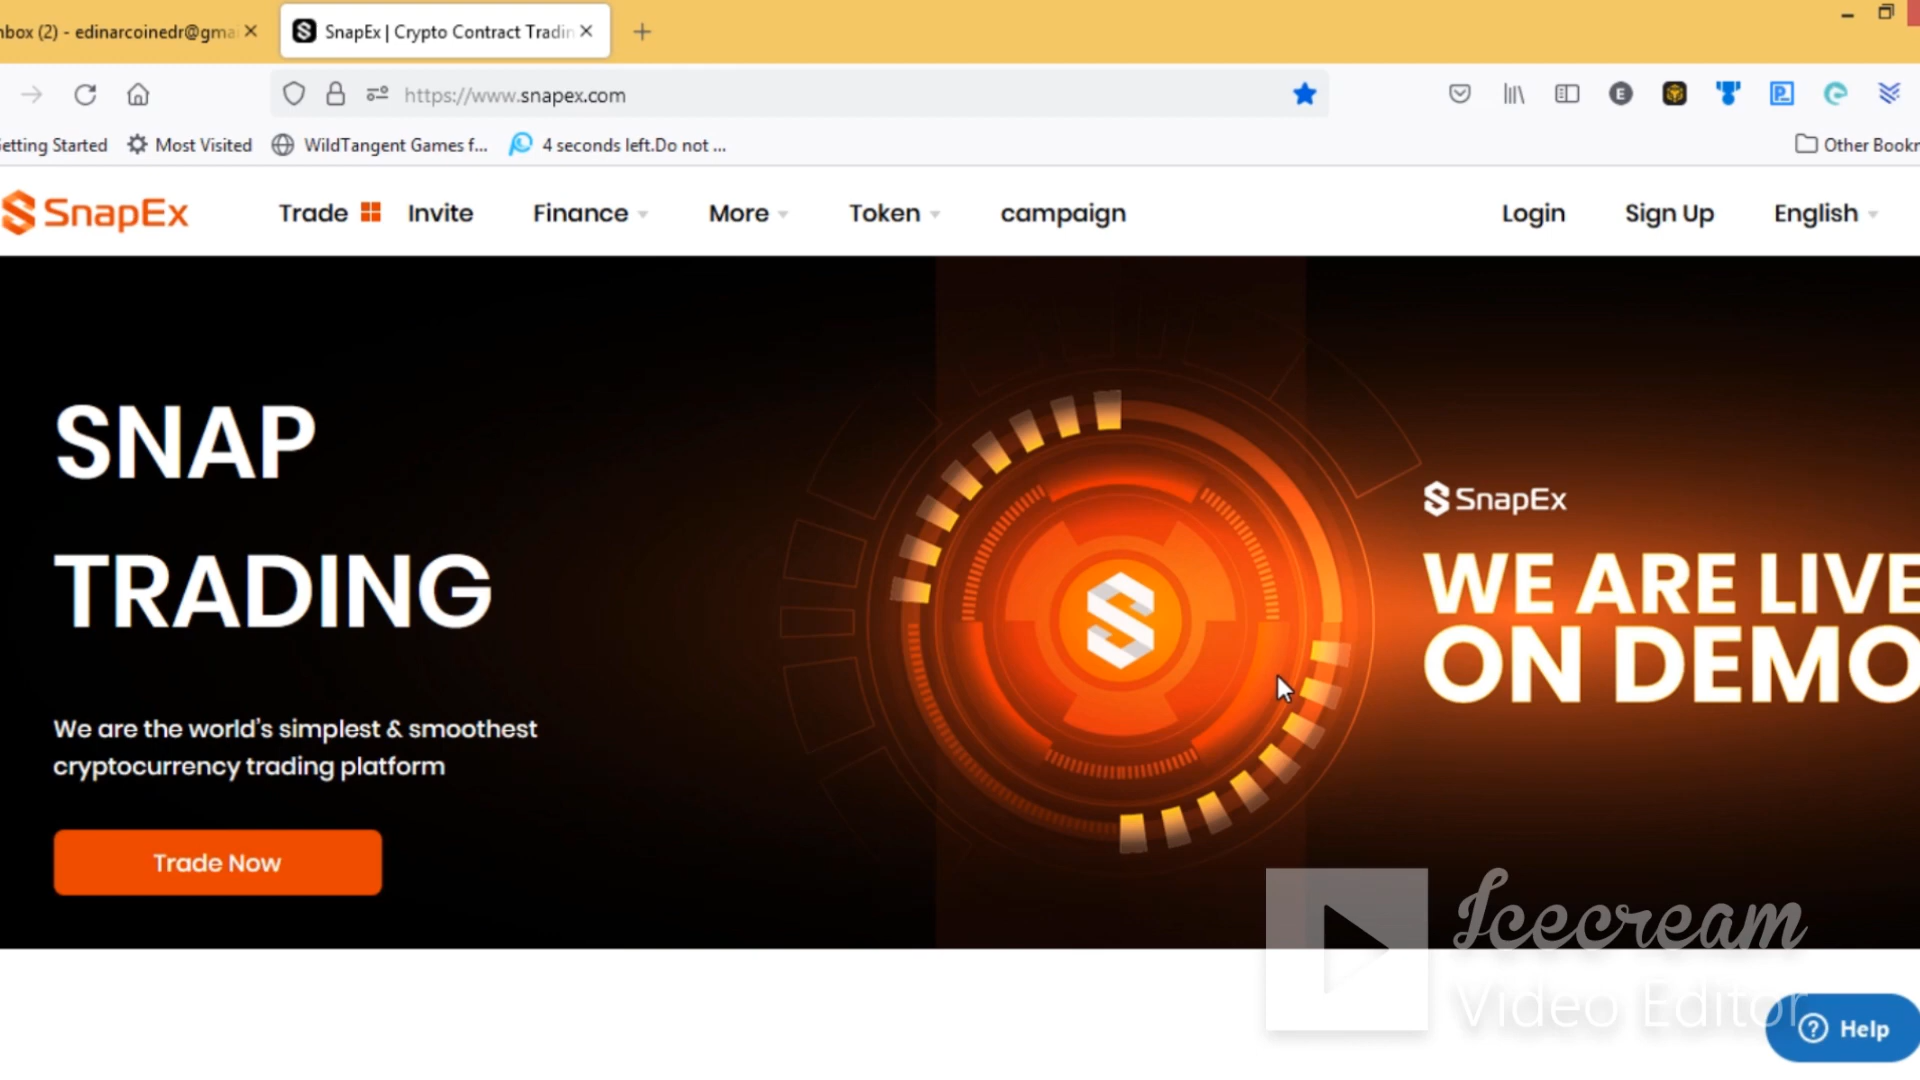 nbox (2) - edinarcoinedr@gma
SnapEx | Crypto Contract Tradin
https://www.snapex.com
etting Started
Most Visited
WildTangent Games f...
4 seconds left.Do not ...
Other Bookm
SnapEx
Trade
Invite
Finance
More
Token
campaign
Login
Sign Up
English
SNAP
TRADING
We are the world's simplest & smoothest
cryptocurrency trading platform
Trade Now
SnapEx
WE ARE LIVE
ON DEMO
Icecream
Video Editor
Help